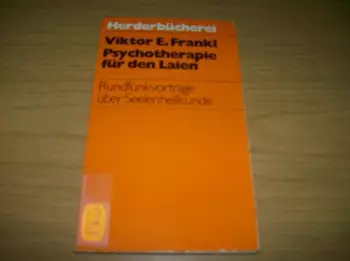 Herderbücherei
Viktor E. Frankl
Psychotherapie
für den Laien
Rundfunkvorträge
über Seelenheilkunde